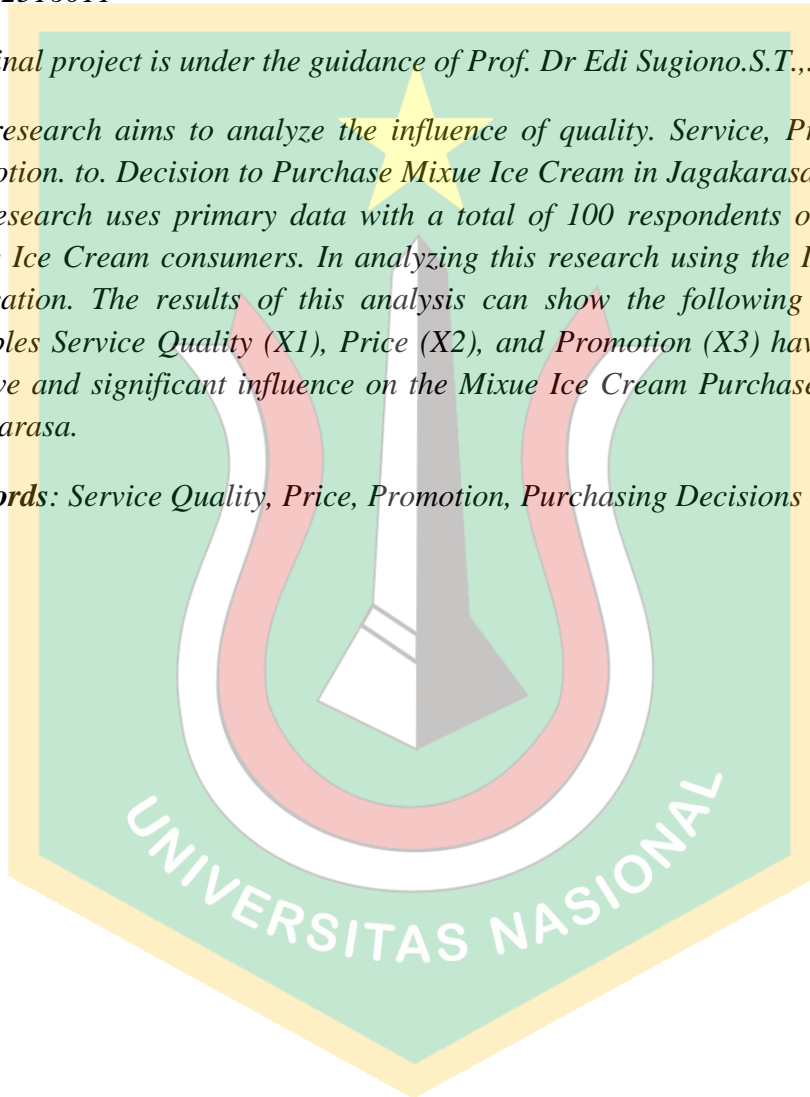 inal project is under the guidance of Prof. Dr Edi Sugiono.S.T.,.
research aims to analyze the influence of quality. Service, Pr
otion. to. Decision to Purchase Mixue Ice Cream in Jagakarsa
esearch uses primary data with a total of 100 respondents o
Ice Cream consumers. In analyzing this research using the
ation. The results of this analysis can show the following
bles Service Quality (X1), Price (X2), and Promotion (X3) hav
ve and significant influence on the Mixue Ice Cream Purchase
arasa.
ords: Service Quality, Price, Promotion, Purchasing Decisions
UNIVERSITAS NASIONAL